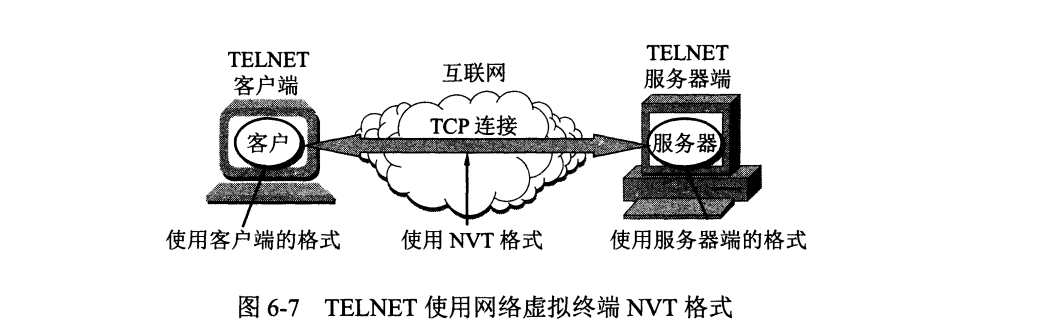 TELNET
客户端
互联网
TELNET
服务器端
客户
TCP 连接
服务器
使用客户端的格式
使用 NVT 格式
使用服务器端的格式
图 6-7 TELNET 使用网络虚拟终端 NVT 格式